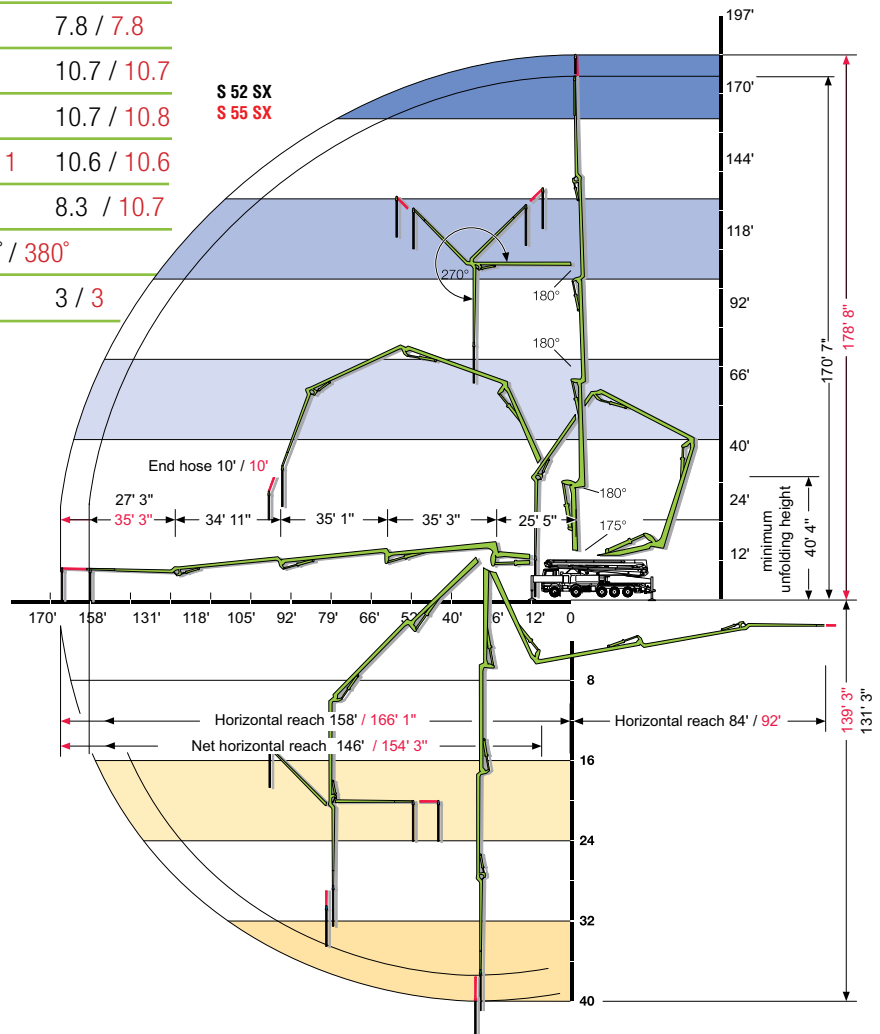 7.8 / 7.8
10.7 / 10.7
10.7 / 10.8
1 10.6 / 10.6
8.3 / 10.7
° / 380°
3 / 3
S 52 SX
S 55 SX
197'
170'
144'
118'
92'
66'
40'
24'
12'
178' 8"
170' 7"
270°
180°
180°
180°
175°
minimum
unfolding height
40' 4"
End hose 10' / 10'
27' 3"
35' 3" 34' 11" 35' 1" 35' 3" 25' 5"
170' 158' 131' 118' 105' 92' 79' 66' 5 40' 6' 12' 0
8
Horizontal reach 158' / 166' 1" Horizontal reach 84' / 92'
Net horizontal reach 146' / 154' 3"
139' 3"
131' 3"
16
24
32
40